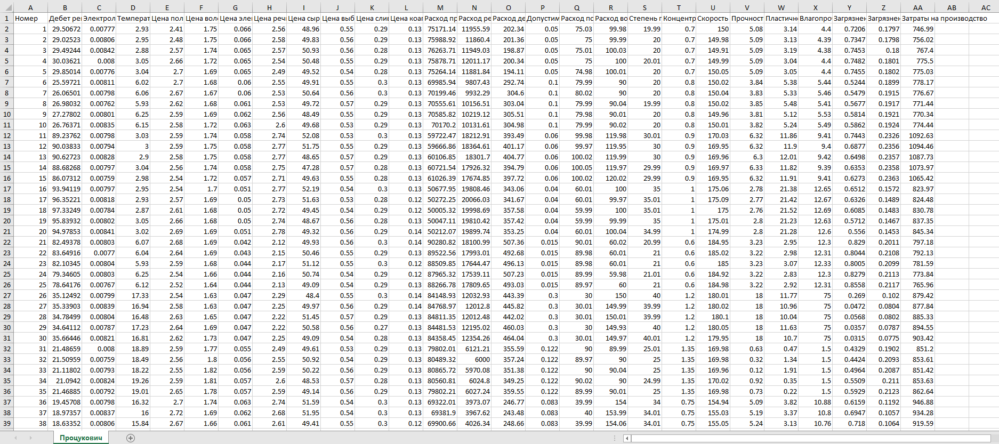 A B C D E F G H I J K L M N O P Q R S T U V W X Y Z AA AB AC
1 Номер Дебет рек Электрол Температ Цена пол Цена воло Цена элек Цена речн Цена сыр Цена выб Цена слив Цена коаг Расход пр Расход ре Расход де Допустим Расход по Расход во Степень п Концентр Скорость Прочност Пластичн Влагопроч Загрязнен Загрязнен Затраты на производство
2 1 29.50672 0.00777 2.93 2.41 1.75 0.066 2.56 48.96 0.55 0.29 0.13 75171.14 11955.59 202.34 0.05 75.03 99.98 19.99 0.7 150 5.08 3.14 4.4 0.7206 0.1797 746.99
3 2 29.02523 0.00806 2.95 2.48 1.75 0.066 2.58 49.83 0.56 0.29 0.13 75988.92 11860.4 201.36 0.05 75 99.99 20 0.7 149.98 5.09 3.13 4.39 0.7347 0.1798 756.02
4 3 29.49244 0.00842 2.88 2.57 1.74 0.065 2.57 50.93 0.56 0.28 0.13 76263.71 11949.03 198.87 0.05 75.01 100.03 20 0.7 149.91 5.09 3.19 4.38 0.7453 0.18 767.4
5 4 30.03621 0.008 3.05 2.66 1.72 0.065 2.54 50.48 0.55 0.28 0.13 75878.71 12011.17 200.34 0.05 75 100 20.01 0.7 149.99 5.09 3.04 4.4 0.7482 0.1801 775.5
6 5 29.85014 0.00776 3.04 2.7 1.69 0.065 2.49 49.52 0.54 0.28 0.13 75264.14 11881.84 194.11 0.05 74.98 100.01 20 0.7 150.05 5.09 3.05 4.4 0.7455 0.1802 775.03
7 6 25.59721 0.00811 6.02 2.7 1.68 0.06 2.55 49.91 0.55 0.3 0.13 69985.94 9807.43 292.74 0.1 79.99 90 20 0.8 150.02 3.84 5.38 5.44 0.5244 0.1899 778.17
8 7 26.06501 0.00798 6.06 2.67 1.67 0.06 2.53 50.64 0.56 0.3 0.13 70199.46 9932.29 304.6 0.1 80.02 90 20 0.8 150.04 3.83 5.33 5.46 0.5479 0.1915 776.67
9 8 26.98032 0.00762 5.93 2.62 1.68 0.061 2.53 49.72 0.57 0.29 0.13 70555.61 10156.51 303.04 0.1 79.99 90.04 19.99 0.8 150.02 3.85 5.48 5.41 0.5677 0.1917 771.44
10 9 27.27802 0.00801 6.25 2.59 1.69 0.062 2.56 48.49 0.55 0.29 0.13 70585.82 10219.12 305.51 0.1 79.98 90.01 20 0.8 149.96 3.81 5.12 5.53 0.5814 0.1921 770.34
11 10 26.76371 0.00835 6.15 2.58 1.72 0.063 2.6 49.68 0.53 0.29 0.13 70170.2 10131.61 304.98 0.1 79.99 90.02 20 0.8 150.01 3.82 5.24 5.49 0.5862 0.1924 774.44
12 11 89.23762 0.00798 3.03 2.59 1.74 0.058 2.74 52.08 0.53 0.3 0.13 59722.47 18212.91 393.49 0.06 99.98 119.98 30.01 0.9 170.03 6.32 11.86 9.41 0.7443 0.2326 1092.63
13 12 90.03833 0.00794 3 2.59 1.75 0.058 2.77 51.75 0.55 0.29 0.13 59666.86 18364.61 401.17 0.06 99.97 119.95 30 0.9 169.95 6.32 11.9 9.4 0.6877 0.2356 1094.46
14 13 90.62723 0.00828 2.9 2.58 1.75 0.058 2.77 48.65 0.57 0.29 0.13 60106.85 18301.7 404.77 0.06 100.02 119.99 30 0.9 169.96 6.3 12.01 9.42 0.6498 0.2357 1087.73
15 14 88.68268 0.00797 3.04 2.56 1.74 0.058 2.75 47.28 0.57 0.28 0.13 60721.54 17926.32 394.79 0.06 100.05 119.97 29.99 0.9 169.97 6.33 11.82 9.39 0.6353 0.2358 1073.97
16 15 86.07312 0.00759 2.98 2.54 1.72 0.057 2.71 49.63 0.55 0.28 0.13 61026.39 17674.85 397.72 0.06 100.02 120.02 29.99 0.9 169.95 6.32 11.91 9.41 0.6273 0.2363 1065.42
17 16 93.94119 0.00797 2.95 2.54 1.7 0.051 2.77 52.19 0.54 0.3 0.13 50677.95 19808.46 343.06 0.04 60.01 100 35 1 175.06 2.78 21.38 12.65 0.6512 0.1572 823.97
18 17 96.35221 0.00818 2.93 2.57 1.69 0.05 2.73 51.63 0.53 0.28 0.12 50272.25 20066.03 341.67 0.04 60.01 99.97 35.01 1 175.09 2.77 21.42 12.67 0.6326 0.1489 824.48
19 18 97.33249 0.00784 2.87 2.61 1.68 0.05 2.72 49.45 0.54 0.29 0.12 50005.32 19998.69 357.58 0.04 59.99 100 35.01 1 175 2.76 21.52 12.69 0.6085 0.1483 830.78
20 19 95.83932 0.00802 3.05 2.66 1.68 0.05 2.74 48.67 0.56 0.28 0.13 50047.11 19810.42 357.42 0.04 59.99 99.99 35 1 175.01 2.8 21.23 12.63 0.5712 0.1467 837.35
21 20 94.97853 0.00841 3.02 2.69 1.69 0.051 2.78 49.32 0.56 0.29 0.14 50212.07 19899.74 353.25 0.04 60.01 100.04 34.99 1 174.99 2.8 21.28 12.6 0.556 0.1453 845.34
22 21 82.49378 0.00803 6.07 2.68 1.69 0.042 2.12 49.93 0.56 0.3 0.14 90280.82 18100.99 507.36 0.015 90.01 60.02 20.99 0.6 184.95 3.23 2.95 12.3 0.829 0.2011 797.18
23 22 83.64916 0.0077 6.04 2.64 1.69 0.043 2.15 50.46 0.55 0.29 0.13 89522.56 17993.01 492.68 0.015 89.98 60.01 21 0.6 185.02 3.22 2.98 12.31 0.8044 0.2108 792.13
24 23 82.10345 0.00804 5.93 2.59 1.68 0.044 2.17 51.12 0.55 0.3 0.12 88509.85 17644.47 496.13 0.015 89.98 60.01 21 0.6 185 3.23 3.07 12.33 0.8005 0.2099 781.59
25 24 79.34605 0.00803 6.25 2.54 1.66 0.044 2.16 50.74 0.54 0.29 0.12 87965.32 17539.11 507.23 0.015 89.99 59.98 21.01 0.6 184.92 3.22 2.83 12.3 0.8279 0.2113 773.84
26 25 78.64176 0.00767 6.12 2.52 1.64 0.044 2.13 49.09 0.54 0.29 0.13 88266.78 17809.65 493.03 0.015 89.97 60 21 0.6 184.98 3.22 2.92 12.31 0.8558 0.2117 765.96
27 26 35.12492 0.00799 17.33 2.54 1.63 0.047 2.29 48.4 0.55 0.3 0.14 84148.93 12032.93 443.39 0.3 30 150 40 1.2 180.01 18 11.77 75 0.269 0.102 879.42
28 27 35.33903 0.00839 16.94 2.58 1.63 0.047 2.25 49.97 0.56 0.29 0.14 84768.97 12012.8 445.82 0.3 30.01 149.99 39.99 1.2 180.02 18 10.96 75 0.0472 0.0804 877.84
29 28 34.78499 0.00804 16.48 2.63 1.65 0.047 2.22 51.45 0.57 0.29 0.13 84811.35 12012.48 442.02 0.3 30.01 150.01 39.99 1.2 180.1 18 10.04 75 0.0568 0.0802 885.33
30 29 34.64112 0.00787 17.23 2.64 1.69 0.047 2.22 50.58 0.56 0.27 0.13 84481.53 12195.02 460.03 0.3 30 149.93 40 1.2 180.05 18 11.63 75 0.0357 0.0787 894.55
31 30 35.66446 0.00821 16.81 2.62 1.73 0.047 2.25 49.09 0.54 0.28 0.13 84358.45 12354.26 464.04 0.3 30.01 149.97 40.01 1.2 179.95 18 10.7 75 0.0315 0.0775 903.42
32 31 21.48659 0.008 18.89 2.59 1.77 0.055 2.49 49.61 0.53 0.29 0.13 79802.01 6121.21 355.59 0.122 90 89.99 25.01 1.35 169.98 0.63 0.47 1.5 0.4329 0.1902 851.2
33 32 21.50959 0.00759 18.49 2.56 1.8 0.056 2.55 50.92 0.54 0.29 0.13 80489.32 6000 357.24 0.122 89.97 90 25 1.35 169.98 0.32 1.34 1.5 0.4424 0.2093 853.61
34 33 21.11802 0.00793 18.22 2.55 1.82 0.056 2.59 50.22 0.56 0.29 0.13 80865.72 5970.08 351.38 0.122 90 90.04 25 1.35 169.96 0.12 1.91 1.5 0.4964 0.2087 851.42
35 34 21.0942 0.00824 19.26 2.59 1.81 0.057 2.6 48.53 0.57 0.28 0.13 80560.81 6024.8 349.25 0.122 90.02 90 24.99 1.35 170.02 0.92 0.35 1.5 0.5509 0.211 853.63
36 35 21.46885 0.00792 19.01 2.65 1.78 0.057 2.59 49.14 0.56 0.29 0.13 79802.21 6027.24 359.55 0.122 89.99 90.01 25 1.35 169.98 0.73 0.22 1.5 0.5929 0.2123 862.64
37 36 19.45708 0.00798 16.32 2.7 1.74 0.063 2.74 51.59 0.54 0.3 0.13 69322.01 3973.07 246.77 0.083 39.99 154 34 0.75 154.94 5.09 3.82 10.88 0.6159 0.1192 946.88
38 37 18.97357 0.00837 16 2.72 1.69 0.062 2.68 51.95 0.54 0.3 0.13 69381.9 3967.62 243.48 0.083 40 153.99 34.01 0.75 155.03 5.19 3.37 10.8 0.6947 0.1057 934.28
39 38 18.63352 0.00806 15.84 2.67 1.66 0.061 2.61 49.41 0.55 0.3 0.12 69900.66 4026.34 248.66 0.083 39.99 154.06 34.01 0.75 155.05 5.24 3.13 10.76 0.718 0.1064 919.59
Процукович